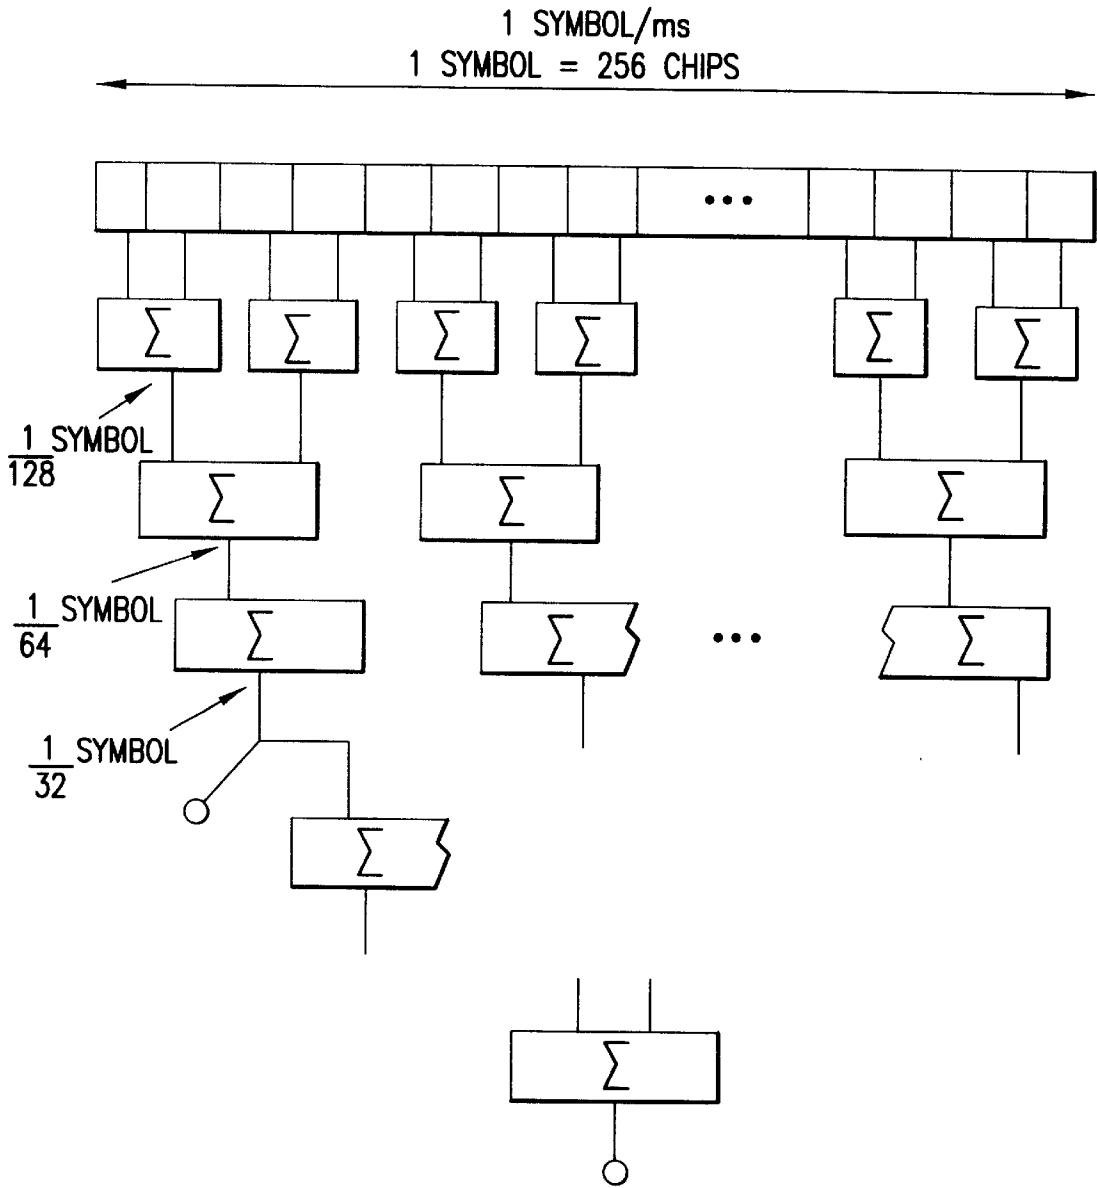 1 SYMBOL/ms
1 SYMBOL = 256 CHIPS
•••
Σ Σ Σ Σ Σ Σ
1/128 SYMBOL
Σ Σ Σ
1/64 SYMBOL
Σ Σ ••• Σ
1/32 SYMBOL
Σ
Σ